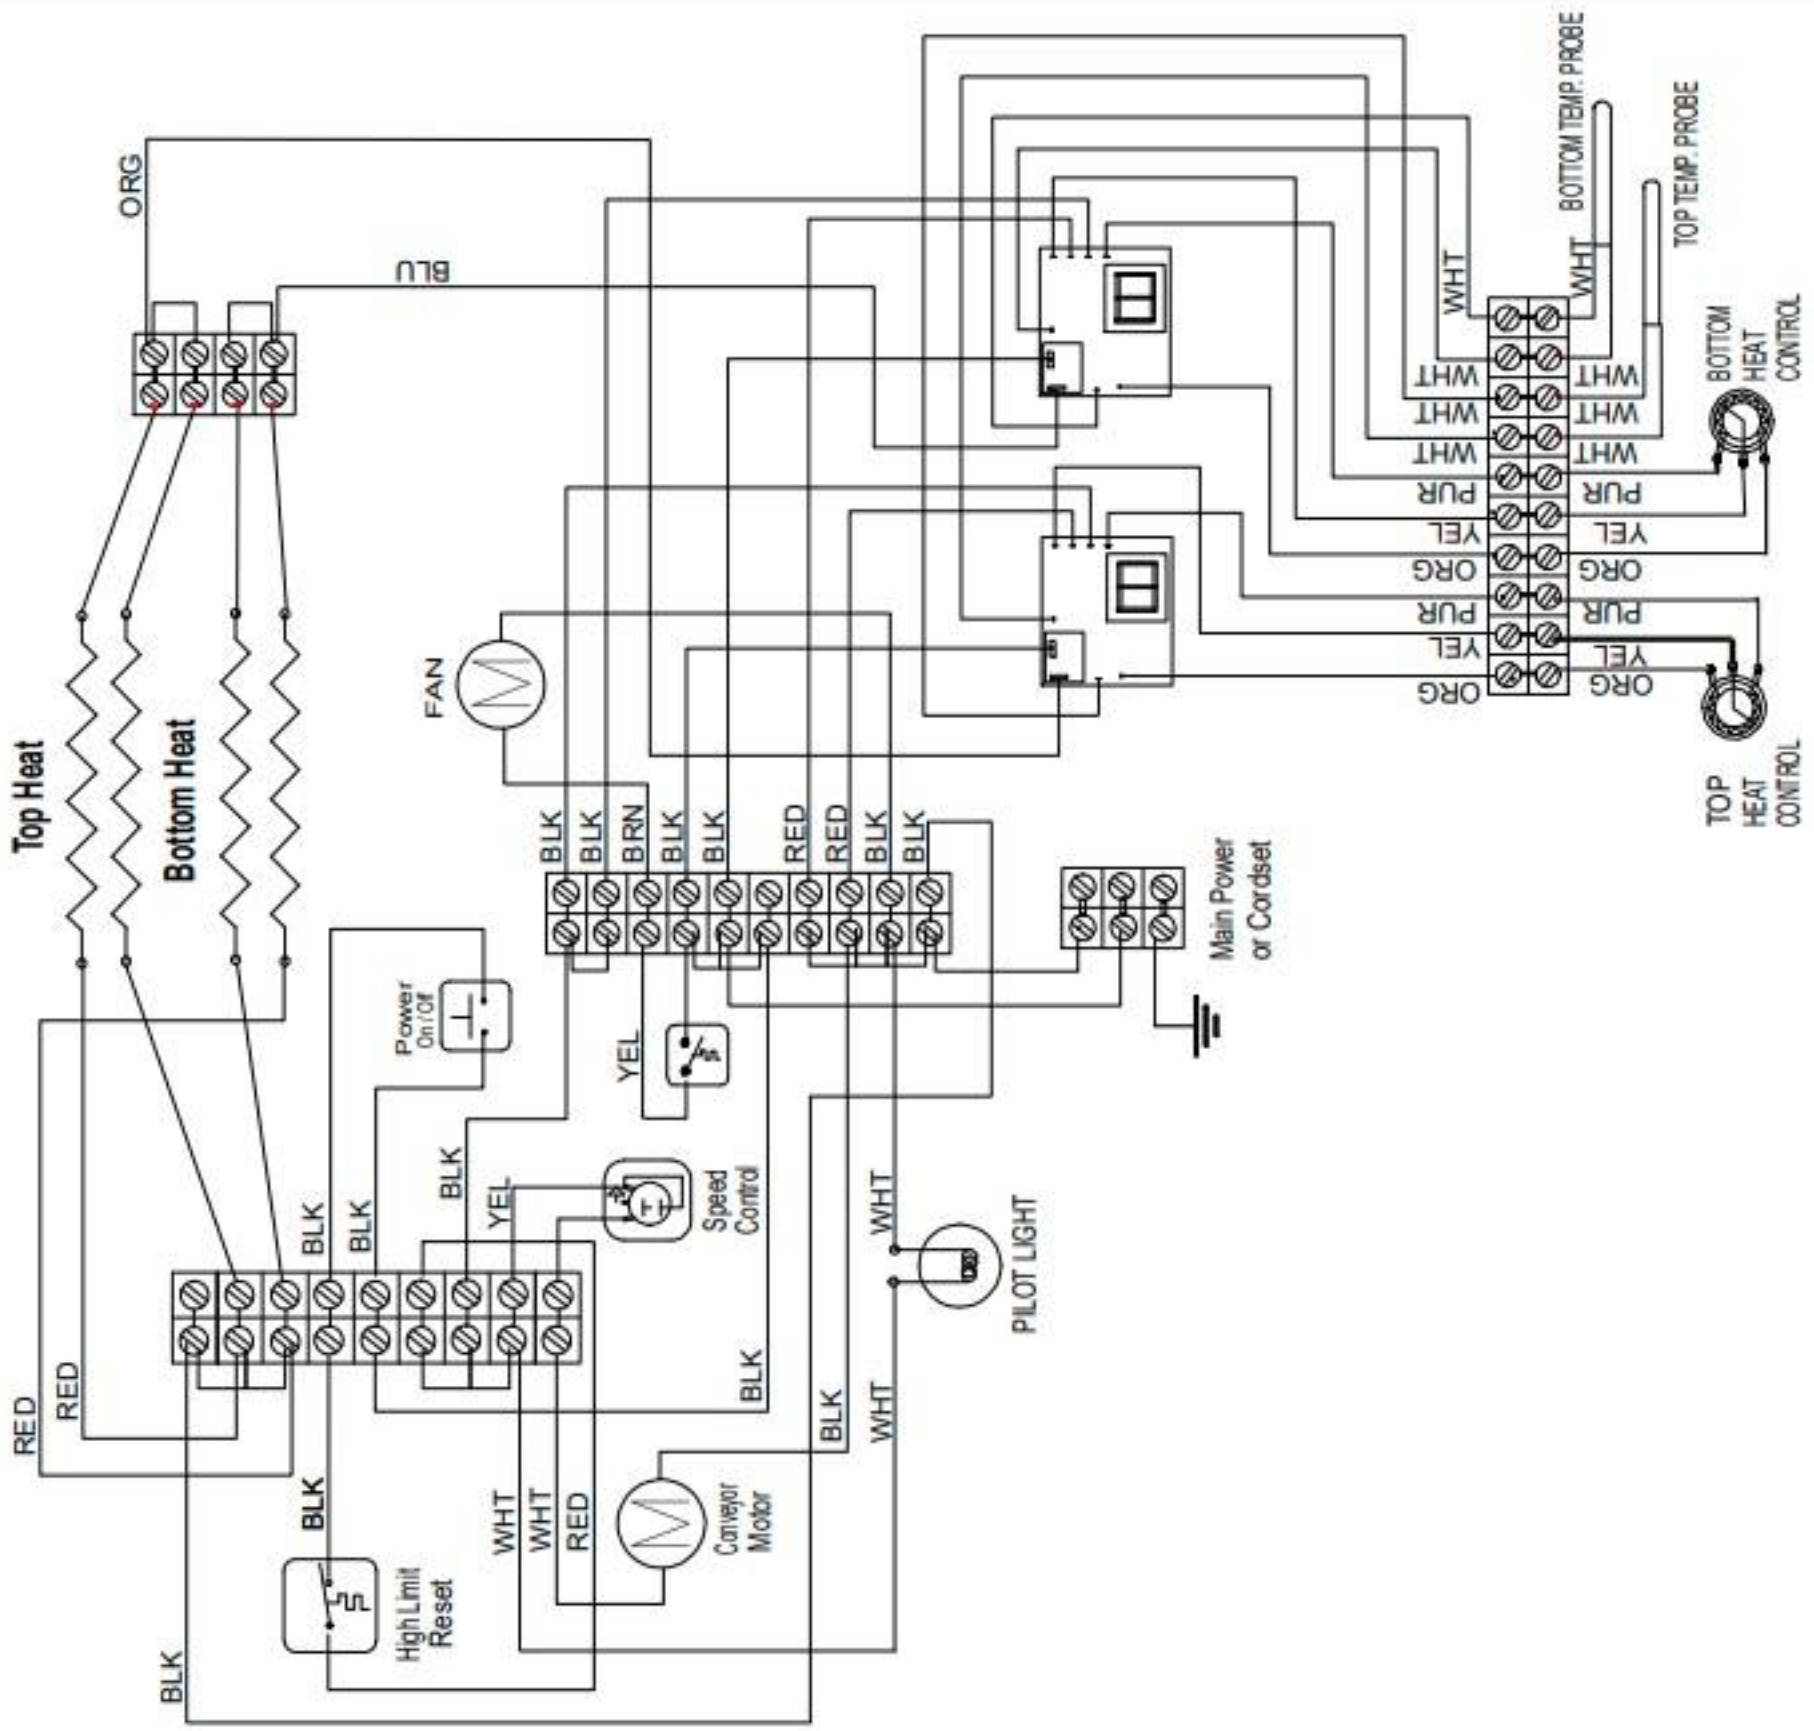 ORG
BLU
BOTTOM TEMP. PROBE
TOP TEMP. PROBE
WHT
WHT
WHT
WHT
WHT
WHT
WHT
WHT
PUR
PUR
YEL
YEL
ORG
ORG
PUR
PUR
YEL
YEL
ORG
ORG
BOTTOM
HEAT
CONTROL
TOP
HEAT
CONTROL
Top Heat
Bottom Heat
FAN
BLK
BLK
BRN
BLK
BLK
RED
RED
BLK
BLK
Main Power
or Cordset
Power
On / Off
YEL
BLK
BLK
BLK
YEL
Speed
Control
WHT
PILOT LIGHT
RED
RED
BLK
BLK
BLK
WHT
BLK
WHT
WHT
RED
Conveyor
Motor
High Limit
Reset
BLK